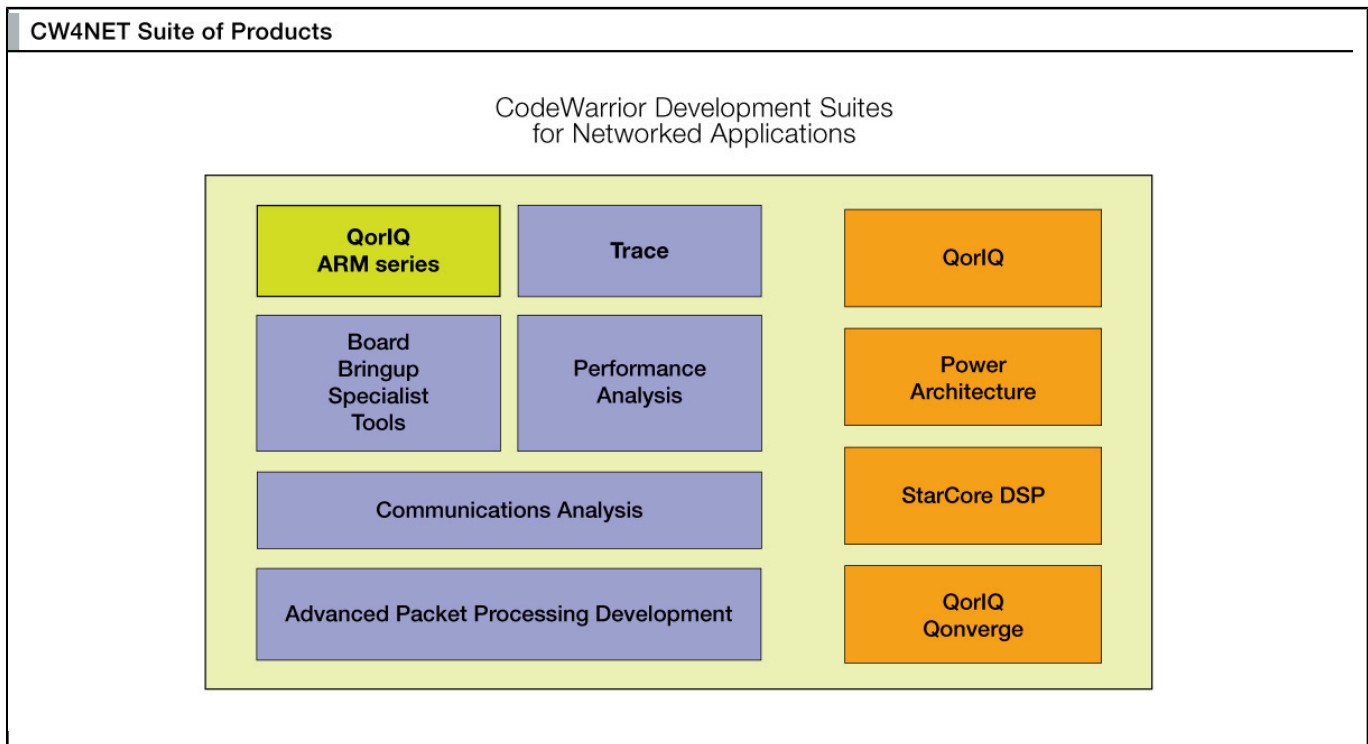 CW4NET Suite of Products
CodeWarrior Development Suites
for Networked Applications
QorIQ
ARM series
Trace
Board
Bringup
Specialist
Tools
Performance
Analysis
Communications Analysis
Advanced Packet Processing Development
QorIQ
Power
Architecture
StarCore DSP
QorIQ
Qonverge